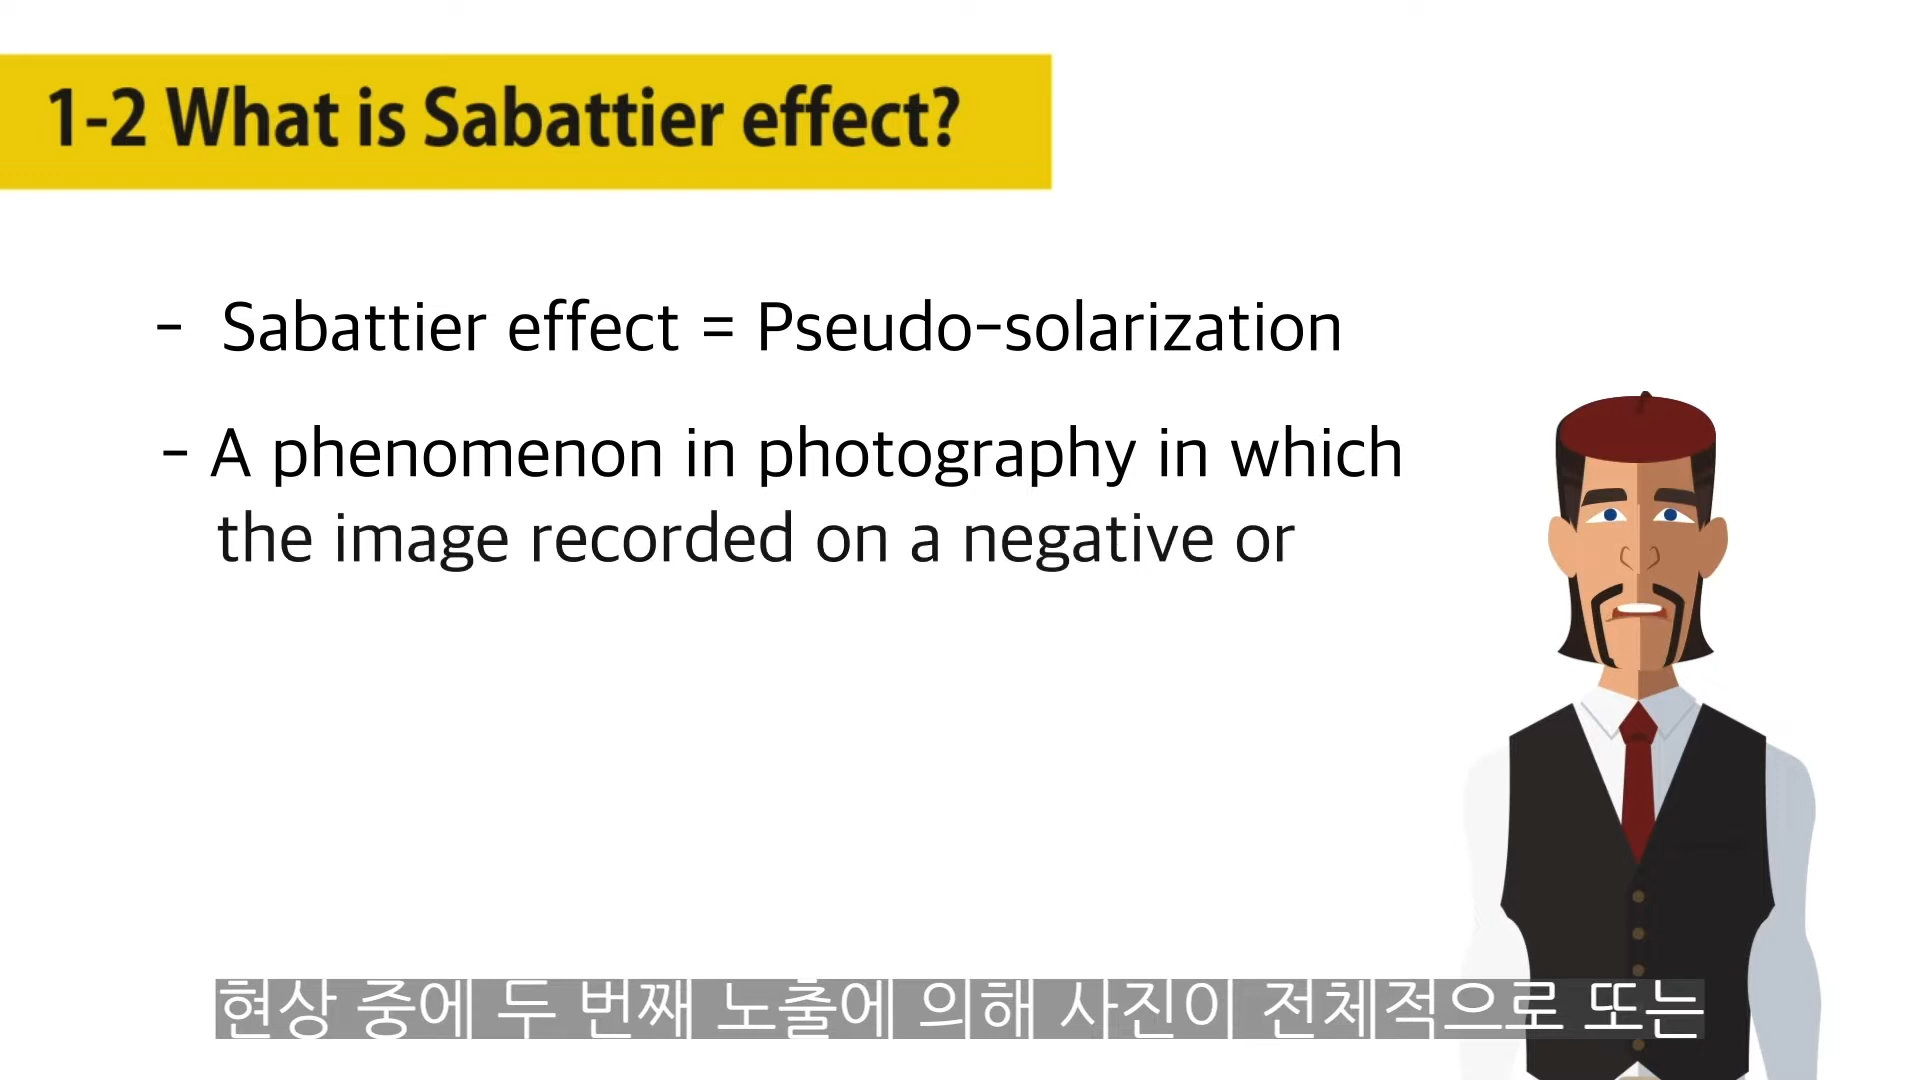 1-2 What is Sabattier effect?
- Sabattier effect = Pseudo-solarization
- A phenomenon in photography in which
the image recorded on a negative or
현상 중에 두 번째 노출에 의해 사진이 전체적으로 또는